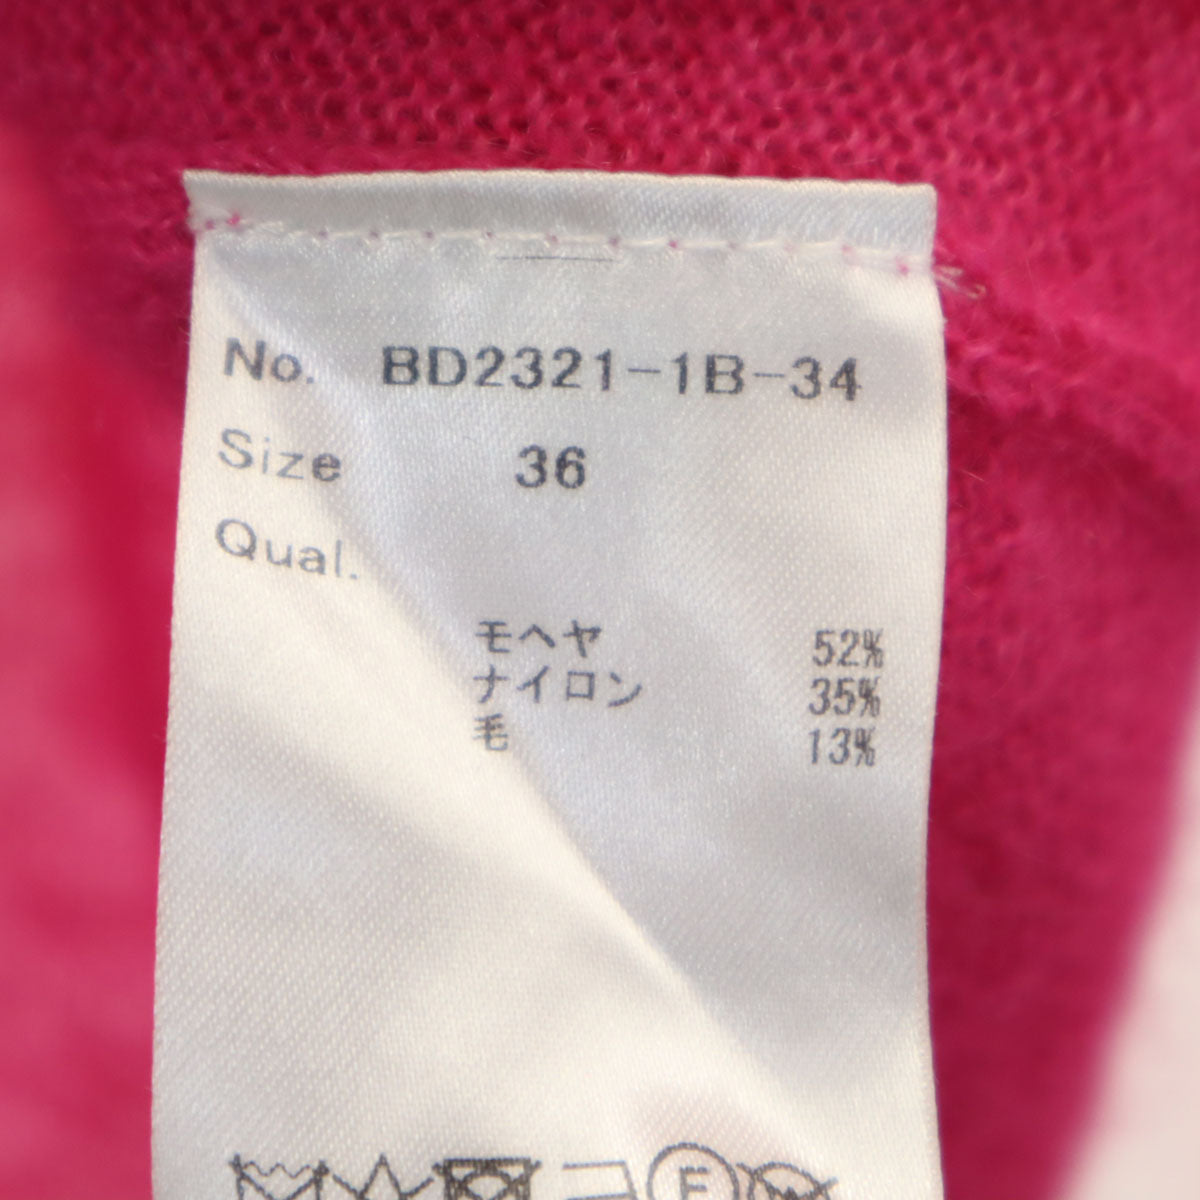 No. BD2321-1B-34
Size 36
Qual.
モヘヤ 52%
ナイロン 35%
毛 13%
F
W